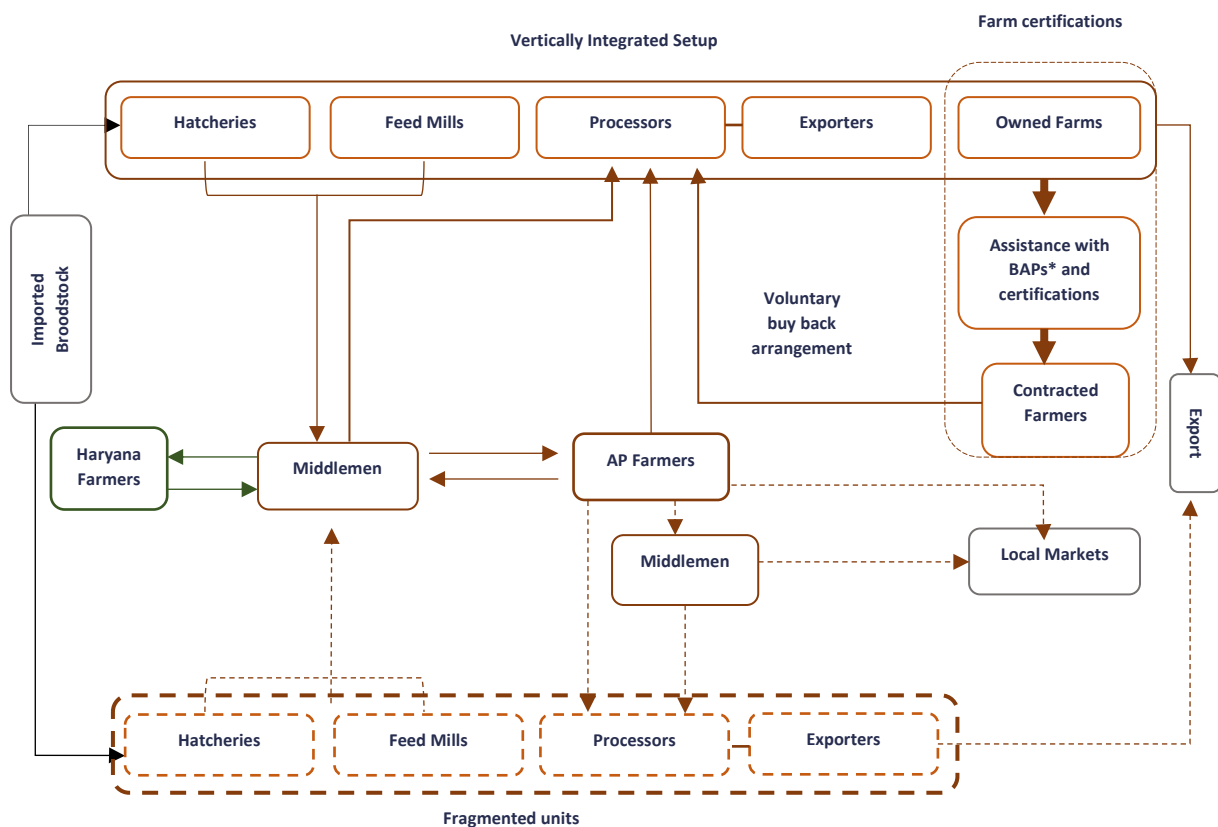 Farm certifications
Vertically Integrated Setup
Hatcheries
Feed Mills
Processors
Exporters
Owned Farms
Imported
Broodstock
Assistance with
BAPs* and
certifications
Voluntary
buy back
arrangement
Contracted
Farmers
Export
Haryana
Farmers
Middlemen
AP Farmers
Middlemen
Local Markets
Hatcheries
Feed Mills
Processors
Exporters
Fragmented units